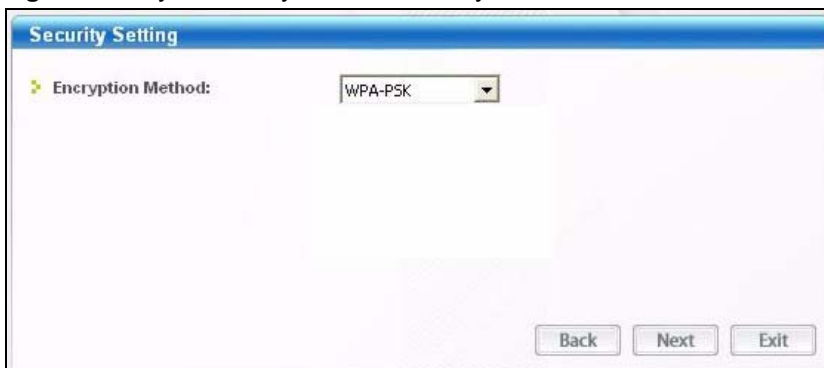 Security Setting
Encryption Method:
WPA-PSK
Back Next Exit